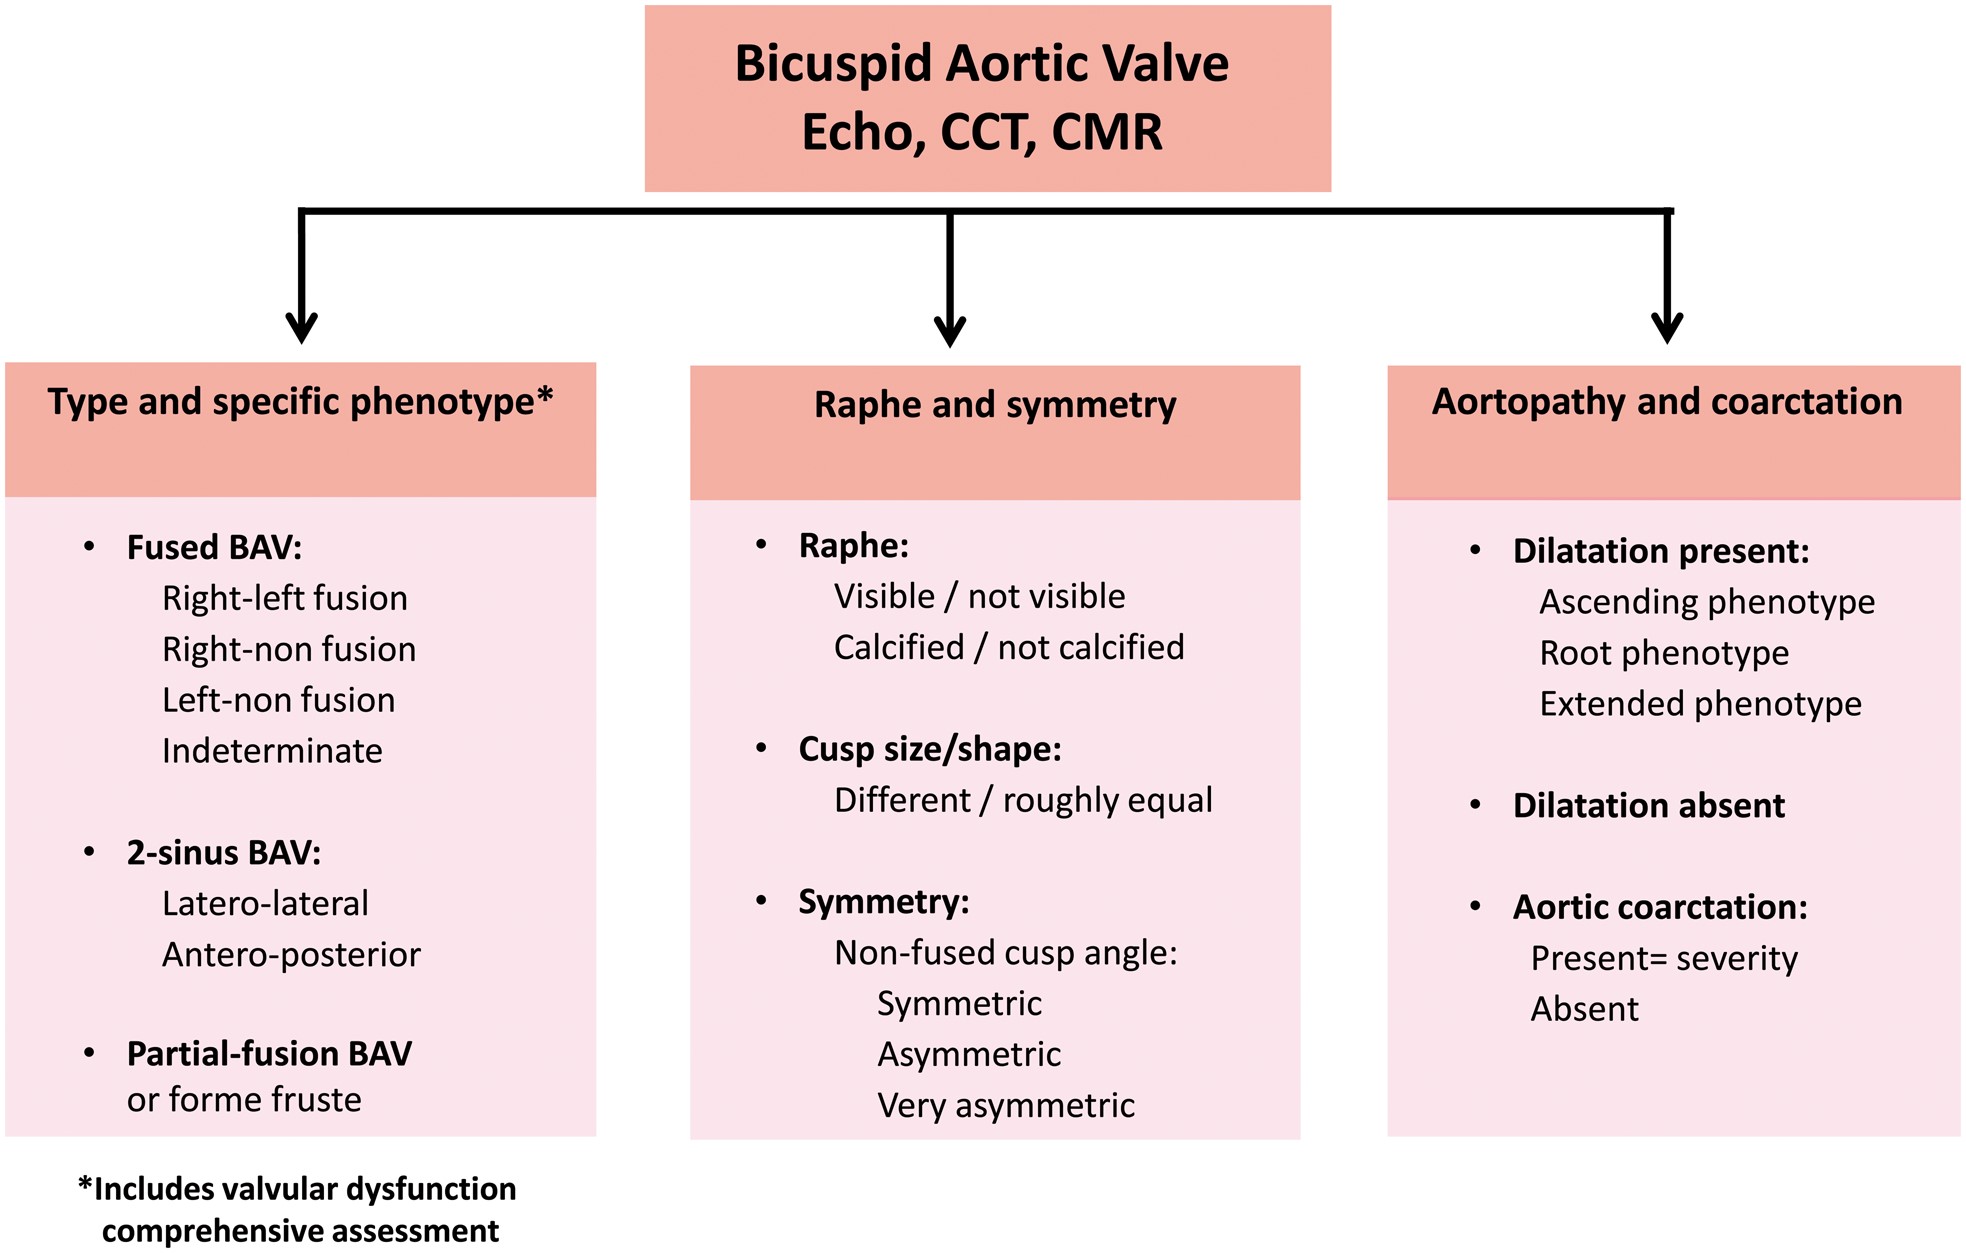 Bicuspid Aortic Valve
Echo, CCT, CMR
Type and specific phenotype*
• Fused BAV:
Right-left fusion
Right-non fusion
Left-non fusion
Indeterminate
• 2-sinus BAV:
Latero-lateral
Antero-posterior
• Partial-fusion BAV
or forme fruste
*Includes valvular dysfunction
comprehensive assessment
Raphe and symmetry
• Raphe:
Visible / not visible
Calcified / not calcified
• Cusp size/shape:
Different / roughly equal
• Symmetry:
Non-fused cusp angle:
Symmetric
Asymmetric
Very asymmetric
Aortopathy and coarctation
• Dilatation present:
Ascending phenotype
Root phenotype
Extended phenotype
• Dilatation absent
• Aortic coarctation:
Present= severity
Absent